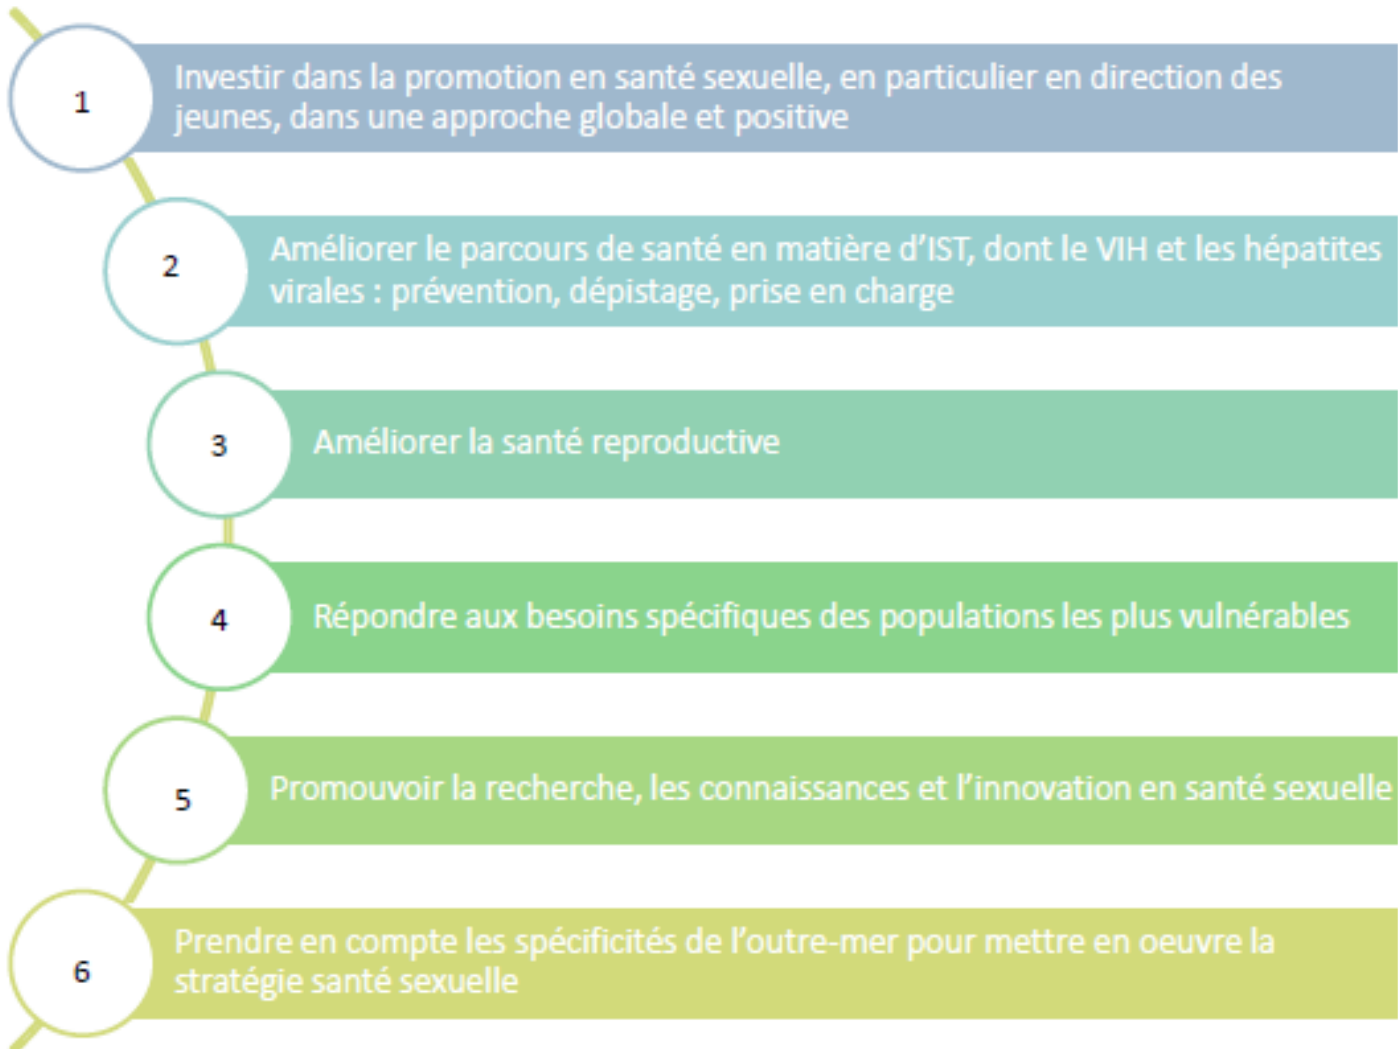 1
Investir dans la promotion en santé sexuelle, en particulier en direction des
jeunes, dans une approche globale et positive
2
Améliorer le parcours de santé en matière d’IST, dont le VIH et les hépatites
virales : prévention, dépistage, prise en charge
3
Améliorer la santé reproductive
4
Répondre aux besoins spécifiques des populations les plus vulnérables
5
Promouvoir la recherche, les connaissances et l’innovation en santé sexuelle
6
Prendre en compte les spécificités de l’outre-mer pour mettre en oeuvre la
stratégie santé sexuelle